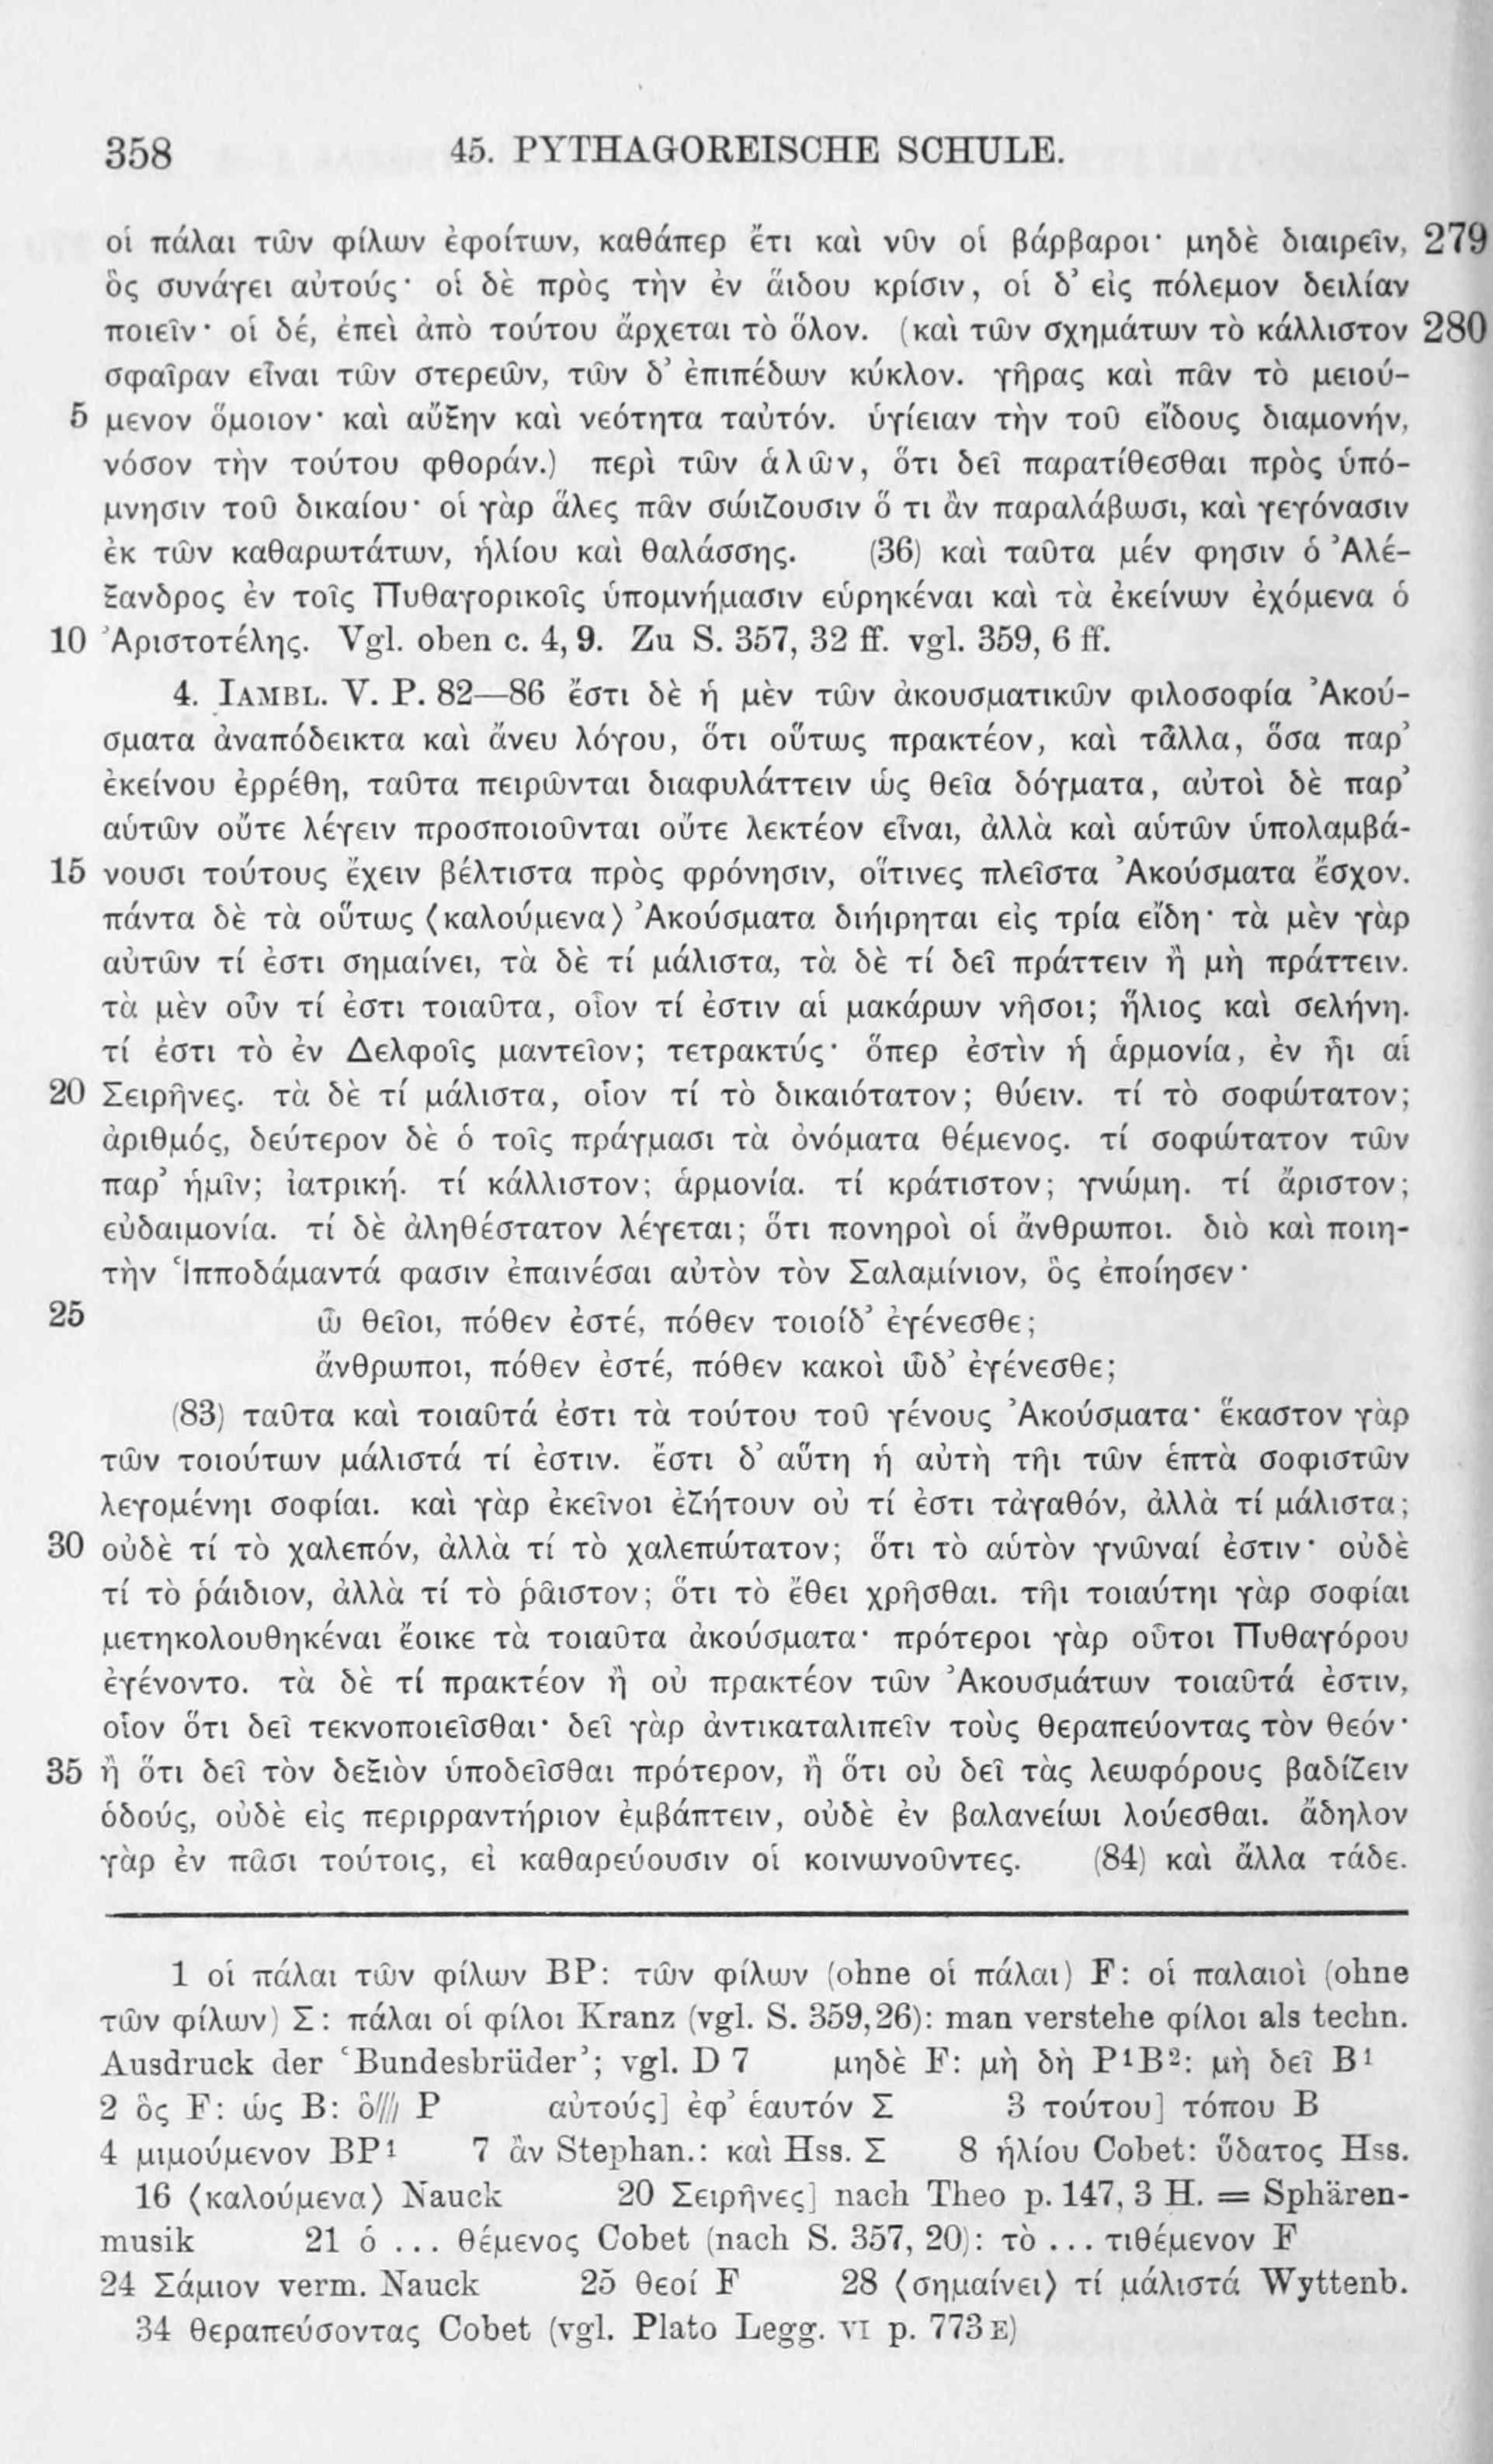 358 45. PYTHAGOREISCHE SCHULE.
οἱ πάλαι τῶν φίλων ἐφοίτων, καθάπερ ἔτι καὶ νῦν οἱ βάρβαροι· μηδὲ διαιρεῖν, 279
ὃς συνάγει αὐτούς· οἱ δὲ πρὸς τὴν ἐν ἅιδου κρίσιν, οἱ δ’ εἰς πόλεμον δειλίαν
ποιεῖν· οἱ δέ, ἐπεὶ ἀπὸ τούτου ἄρχεται τὸ ὅλον. (καὶ τῶν σχημάτων τὸ κάλλιστον 280
σφαῖραν εἶναι τῶν στερεῶν, τῶν δ’ ἐπιπέδων κύκλον. γῆρας καὶ πᾶν τὸ μειού-
5 μενον ὅμοιον· καὶ αὔξην καὶ νεότητα ταὐτόν. ὑγίειαν τὴν τοῦ εἴδους διαμονήν,
νόσον τὴν τούτου φθοράν.) περὶ τῶν ἁλῶν, ὅτι δεῖ παρατίθεσθαι πρὸς ὑπό-
μνησιν τοῦ δικαίου· οἱ γὰρ ἅλες πᾶν σώιζουσιν ὅ τι ἂν παραλάβωσι, καὶ γεγόνασιν
ἐκ τῶν καθαρωτάτων, ἡλίου καὶ θαλάσσης. (36) καὶ ταῦτα μέν φησιν ὁ Ἀλέ-
ξανδρος ἐν τοῖς Πυθαγορικοῖς ὑπομνήμασιν εὑρηκέναι καὶ τὰ ἐκείνων ἐχόμενα ὁ
10 Ἀριστοτέλης. Vgl. oben c. 4, 9. Zu S. 357, 32 ff. vgl. 359, 6 ff.
4. IAMBL. V. P. 82—86 ἔστι δὲ ἡ μὲν τῶν ἀκουσματικῶν φιλοσοφία Ἀκού-
σματα ἀναπόδεικτα καὶ ἄνευ λόγου, ὅτι οὕτως πρακτέον, καὶ τἆλλα, ὅσα παρ’
ἐκείνου ἐρρέθη, ταῦτα πειρῶνται διαφυλάττειν ὡς θεῖα δόγματα, αὐτοὶ δὲ παρ’
αὑτῶν οὔτε λέγειν προσποιοῦνται οὔτε λεκτέον εἶναι, ἀλλὰ καὶ αὑτῶν ὑπολαμβά-
15 νουσι τούτους ἔχειν βέλτιστα πρὸς φρόνησιν, οἵτινες πλεῖστα Ἀκούσματα ἔσχον.
πάντα δὲ τὰ οὕτως ⟨καλούμενα⟩ Ἀκούσματα διήιρηται εἰς τρία εἴδη· τὰ μὲν γὰρ
αὐτῶν τί ἐστι σημαίνει, τὰ δὲ τί μάλιστα, τὰ δὲ τί δεῖ πράττειν ἢ μὴ πράττειν.
τὰ μὲν οὖν τί ἐστι τοιαῦτα, οἷον τί ἐστιν αἱ μακάρων νῆσοι; ἥλιος καὶ σελήνη.
τί ἐστι τὸ ἐν Δελφοῖς μαντεῖον; τετρακτύς· ὅπερ ἐστὶν ἡ ἁρμονία, ἐν ἧι αἱ
20 Σειρῆνες. τὰ δὲ τί μάλιστα, οἷον τί τὸ δικαιότατον; θύειν. τί τὸ σοφώτατον;
ἀριθμός, δεύτερον δὲ ὁ τοῖς πράγμασι τὰ ὀνόματα θέμενος. τί σοφώτατον τῶν
παρ’ ἡμῖν; ἰατρική. τί κάλλιστον; ἁρμονία. τί κράτιστον; γνώμη. τί ἄριστον;
εὐδαιμονία. τί δὲ ἀληθέστατον λέγεται; ὅτι πονηροὶ οἱ ἄνθρωποι. διὸ καὶ ποιη-
τὴν Ἱπποδάμαντά φασιν ἐπαινέσαι αὐτὸν τὸν Σαλαμίνιον, ὃς ἐποίησεν·
25 ὦ θεῖοι, πόθεν ἐστέ, πόθεν τοιοίδ’ ἐγένεσθε;
ἄνθρωποι, πόθεν ἐστέ, πόθεν κακοὶ ὧδ’ ἐγένεσθε;
(83) ταῦτα καὶ τοιαῦτά ἐστι τὰ τούτου τοῦ γένους Ἀκούσματα· ἕκαστον γὰρ
τῶν τοιούτων μάλιστά τί ἐστιν. ἔστι δ’ αὕτη ἡ αὐτὴ τῆι τῶν ἑπτὰ σοφιστῶν
λεγομένηι σοφίαι. καὶ γὰρ ἐκεῖνοι ἐζήτουν οὐ τί ἐστι τἀγαθόν, ἀλλὰ τί μάλιστα;
30 οὐδὲ τί τὸ χαλεπόν, ἀλλὰ τί τὸ χαλεπώτατον; ὅτι τὸ αὑτὸν γνῶναί ἐστιν· οὐδὲ
τί τὸ ῥάιδιον, ἀλλὰ τί τὸ ῥᾶιστον; ὅτι τὸ ἔθει χρῆσθαι. τῆι τοιαύτηι γὰρ σοφίαι
μετηκολουθηκέναι ἔοικε τὰ τοιαῦτα ἀκούσματα· πρότεροι γὰρ οὗτοι Πυθαγόρου
ἐγένοντο. τὰ δὲ τί πρακτέον ἢ οὐ πρακτέον τῶν Ἀκουσμάτων τοιαῦτά ἐστιν,
οἷον ὅτι δεῖ τεκνοποιεῖσθαι· δεῖ γὰρ ἀντικαταλιπεῖν τοὺς θεραπεύοντας τὸν θεόν·
35 ἢ ὅτι δεῖ τὸν δεξιὸν ὑποδεῖσθαι πρότερον, ἢ ὅτι οὐ δεῖ τὰς λεωφόρους βαδίζειν
ὁδούς, οὐδὲ εἰς περιρραντήριον ἐμβάπτειν, οὐδὲ ἐν βαλανείωι λούεσθαι. ἄδηλον
γὰρ ἐν πᾶσι τούτοις, εἰ καθαρεύουσιν οἱ κοινωνοῦντες. (84) καὶ ἄλλα τάδε.
1 οἱ πάλαι τῶν φίλων BP: τῶν φίλων (ohne οἱ πάλαι) F: οἱ παλαιοὶ (ohne
τῶν φίλων) Σ: πάλαι οἱ φίλοι Kranz (vgl. S. 359,26): man verstehe φίλοι als techn.
Ausdruck der ‘Bundesbrüder’; vgl. D 7 μηδὲ F: μὴ δὴ P¹B²: μὴ δεῖ B¹
2 ὃς F: ὡς B: ὃ//// P αὐτούς] ἐφ’ ἑαυτόν Σ 3 τούτου] τόπου B
4 μιμούμενον BP¹ 7 ἂν Stephan.: καὶ Hss. Σ 8 ἡλίου Cobet: ὕδατος Hss.
16 ⟨καλούμενα⟩ Nauck 20 Σειρῆνες] nach Theo p. 147, 3 H. = Sphären-
musik 21 ὁ ... θέμενος Cobet (nach S. 357, 20): τὸ ... τιθέμενον F
24 Σάμιον verm. Nauck 25 θεοί F 28 ⟨σημαίνει⟩ τί μάλιστά Wyttenb.
34 θεραπεύσοντας Cobet (vgl. Plato Legg. VI p. 773 E)